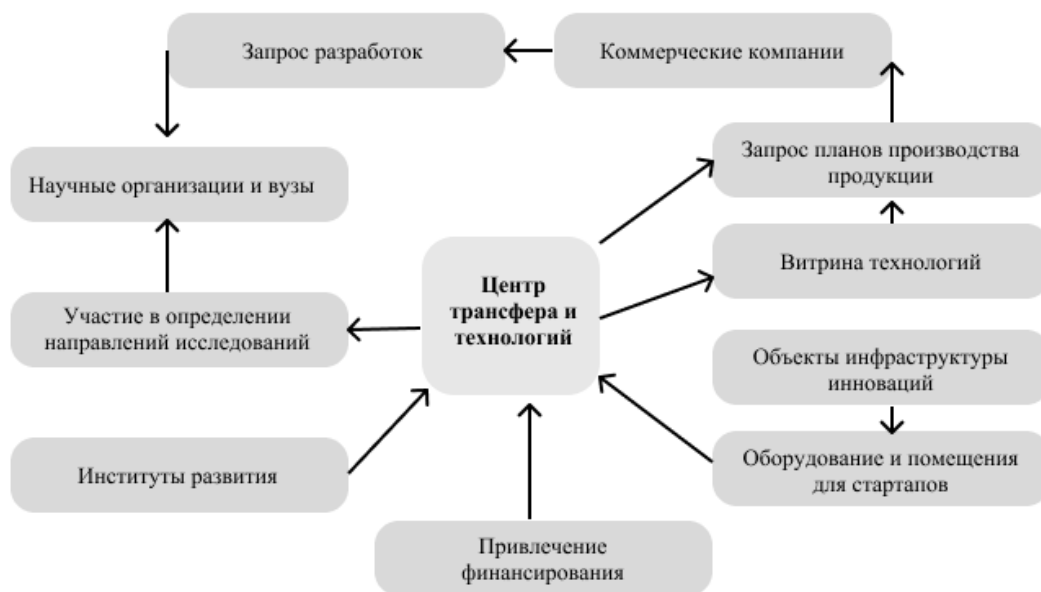 Запрос разработок
Коммерческие компании
Научные организации и вузы
Запрос планов производства
продукции
Витрина технологий
Центр
трансфера и
технологий
Участие в определении
направлений исследований
Объекты инфраструктуры
инноваций
Институты развития
Оборудование и помещения
для стартапов
Привлечение
финансирования